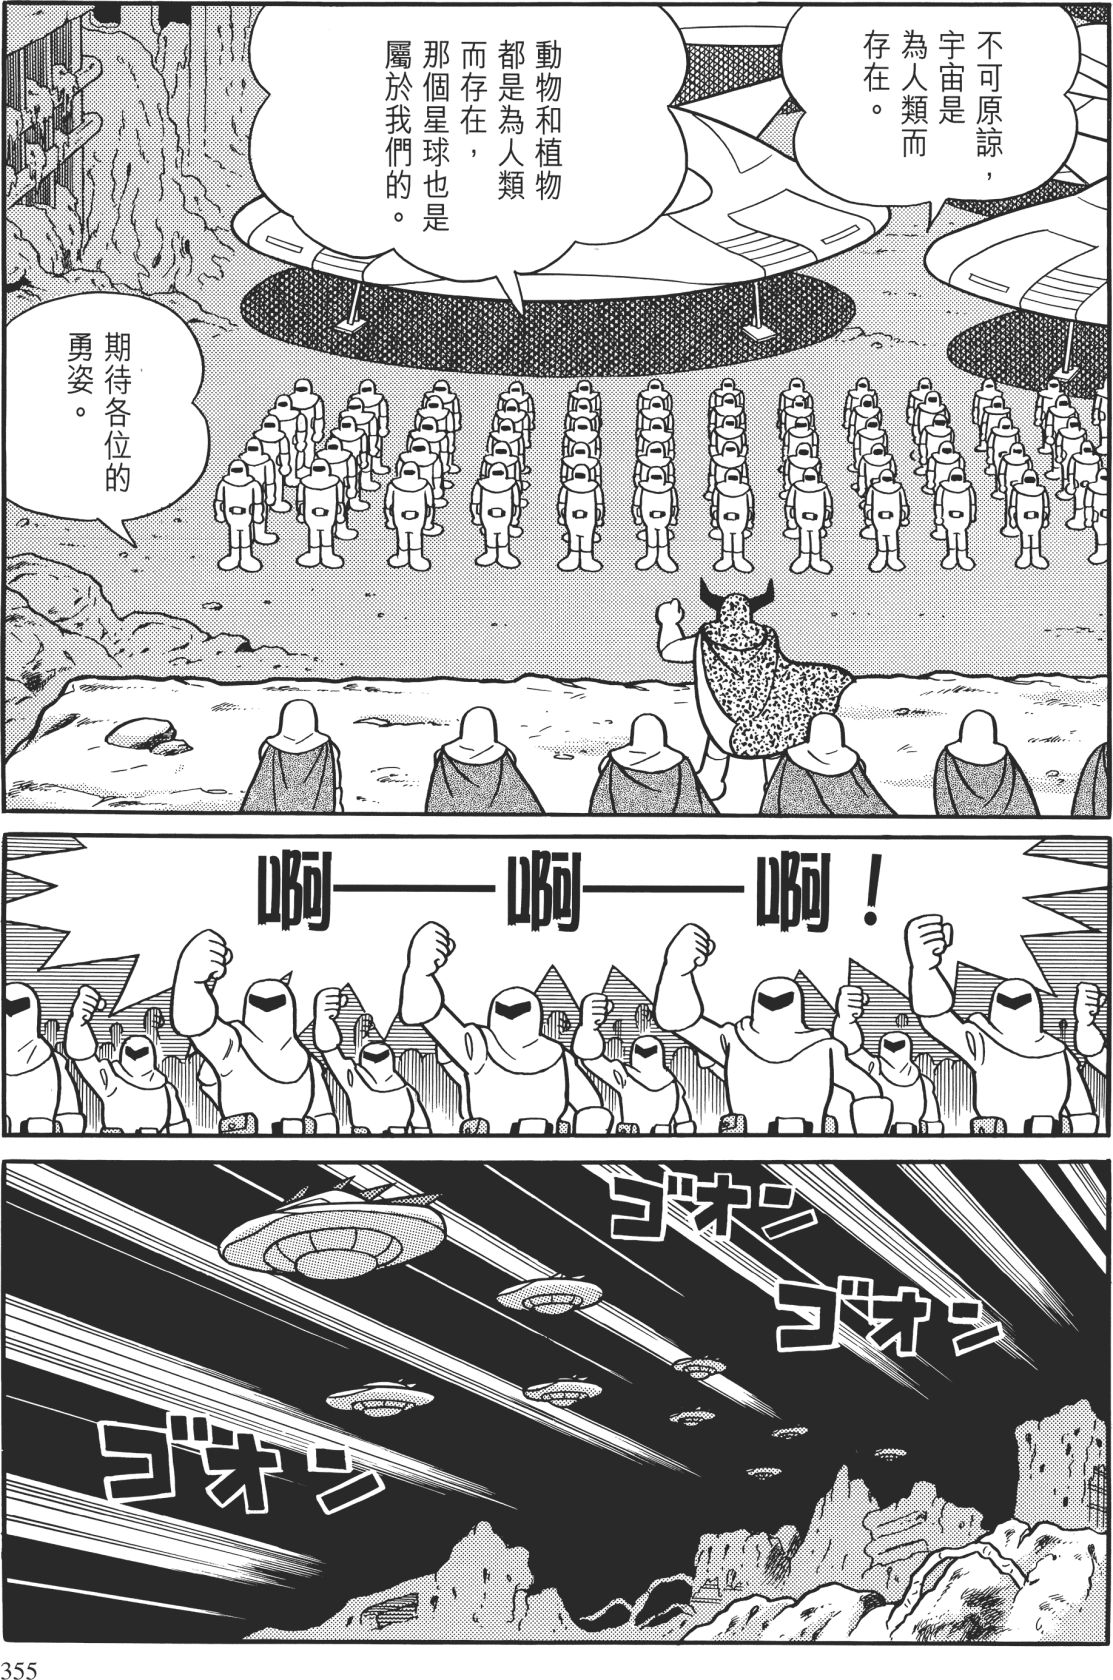 不可原諒，
宇宙是
為人類而
存在。
動物和植物
都是為人類
而存在，
那個星球也是
屬於我們的。
期待各位的
勇姿。
啊——啊——啊！
ゴオン
ゴオン
ゴオン
355